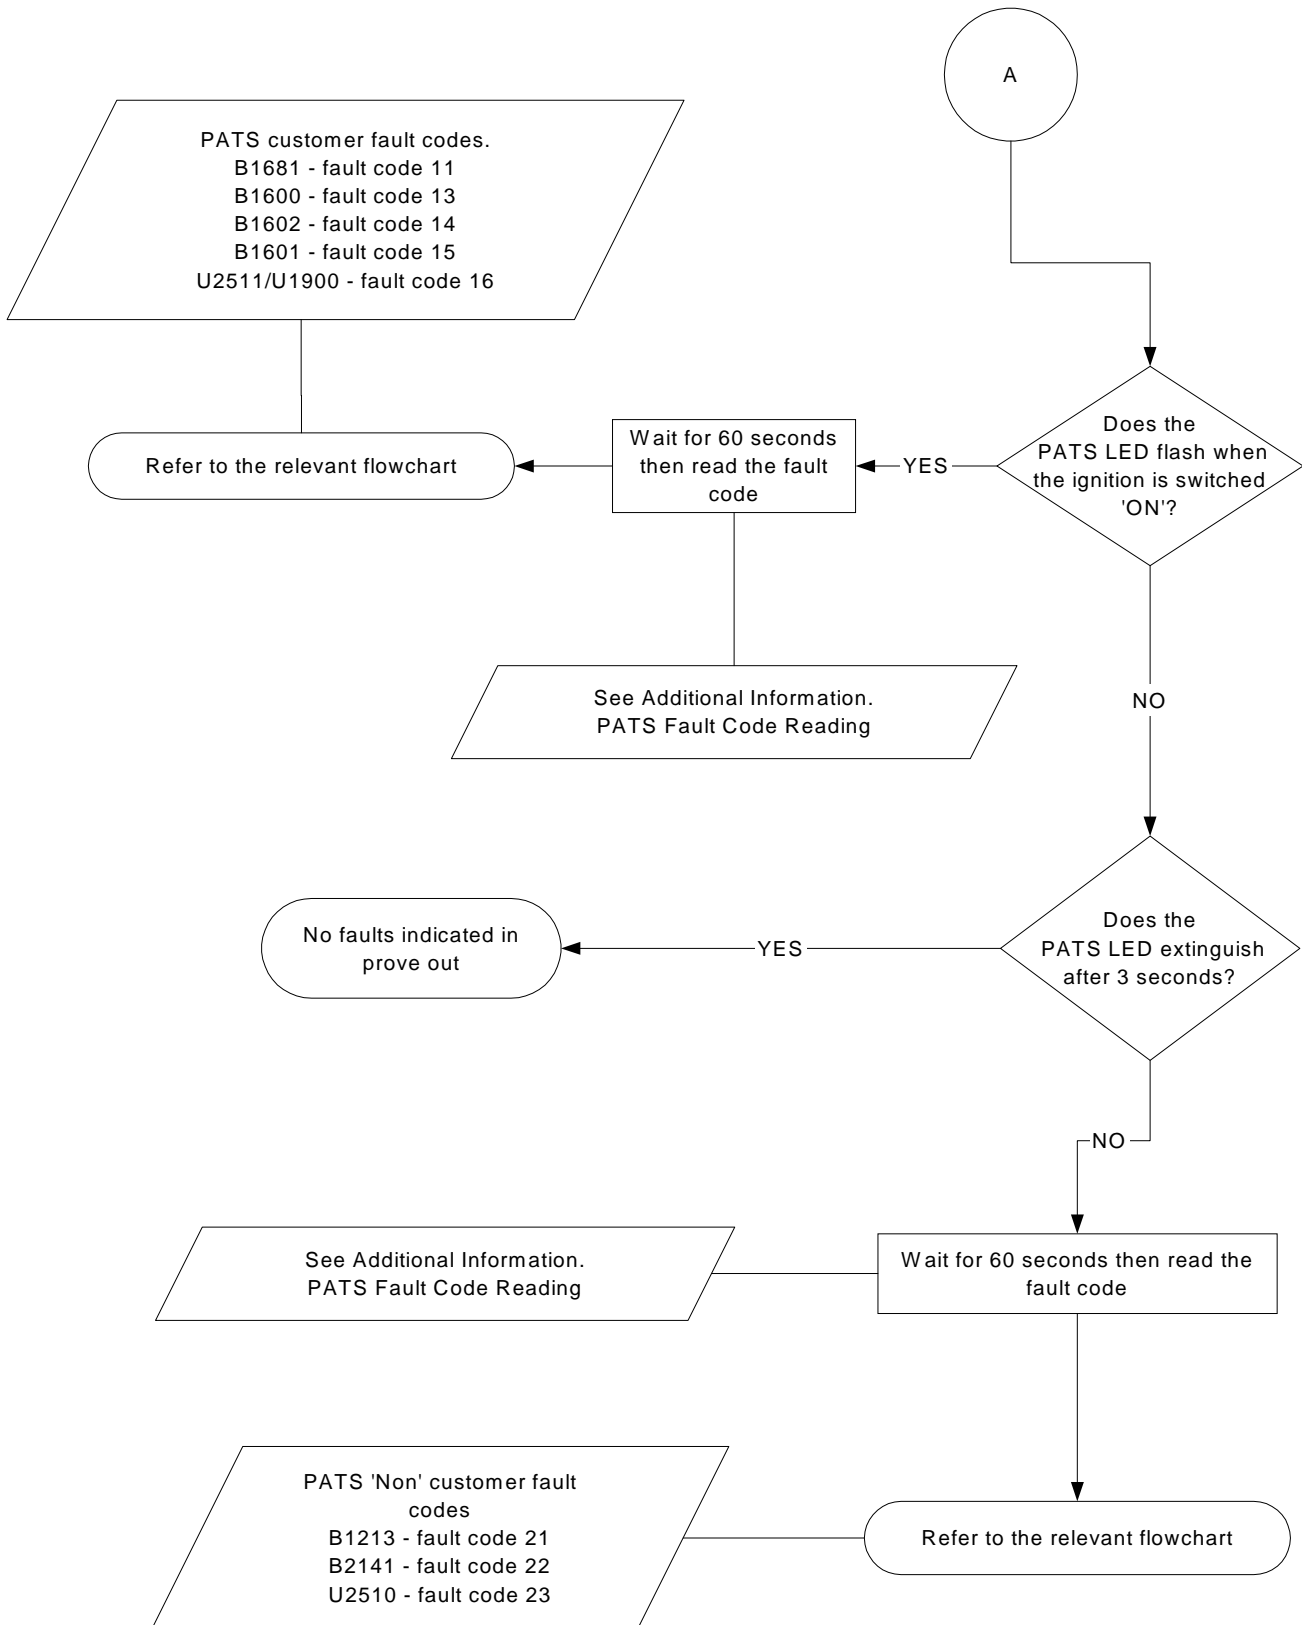 A
PATS customer fault codes.
B1681 - fault code 11
B1600 - fault code 13
B1602 - fault code 14
B1601 - fault code 15
U2511/U1900 - fault code 16
Does the
PATS LED flash when
the ignition is switched
'ON'?
YES
Wait for 60 seconds
then read the fault
code
Refer to the relevant flowchart
See Additional Information.
PATS Fault Code Reading
NO
Does the
PATS LED extinguish
after 3 seconds?
YES
No faults indicated in
prove out
NO
Wait for 60 seconds then read the
fault code
See Additional Information.
PATS Fault Code Reading
PATS 'Non' customer fault
codes
B1213 - fault code 21
B2141 - fault code 22
U2510 - fault code 23
Refer to the relevant flowchart